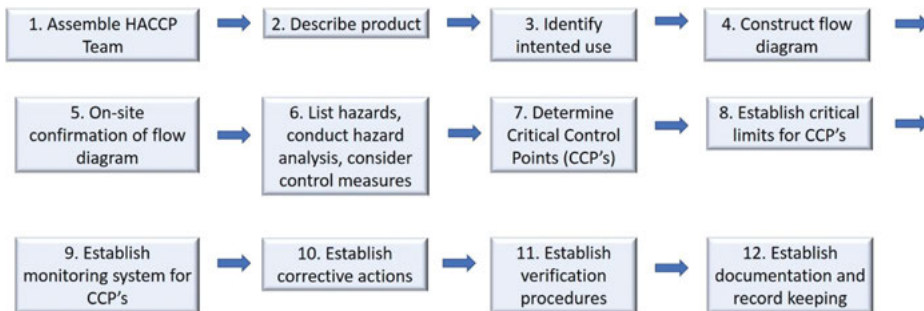 1. Assemble HACCP
Team
2. Describe product
3. Identify
intented use
4. Construct flow
diagram
5. On-site
confirmation of flow
diagram
6. List hazards,
conduct hazard
analysis, consider
control measures
7. Determine
Critical Control
Points (CCP's)
8. Establish critical
limits for CCP's
9. Establish
monitoring system for
CCP's
10. Establish
corrective actions
11. Establish
verification
procedures
12. Establish
documentation and
record keeping